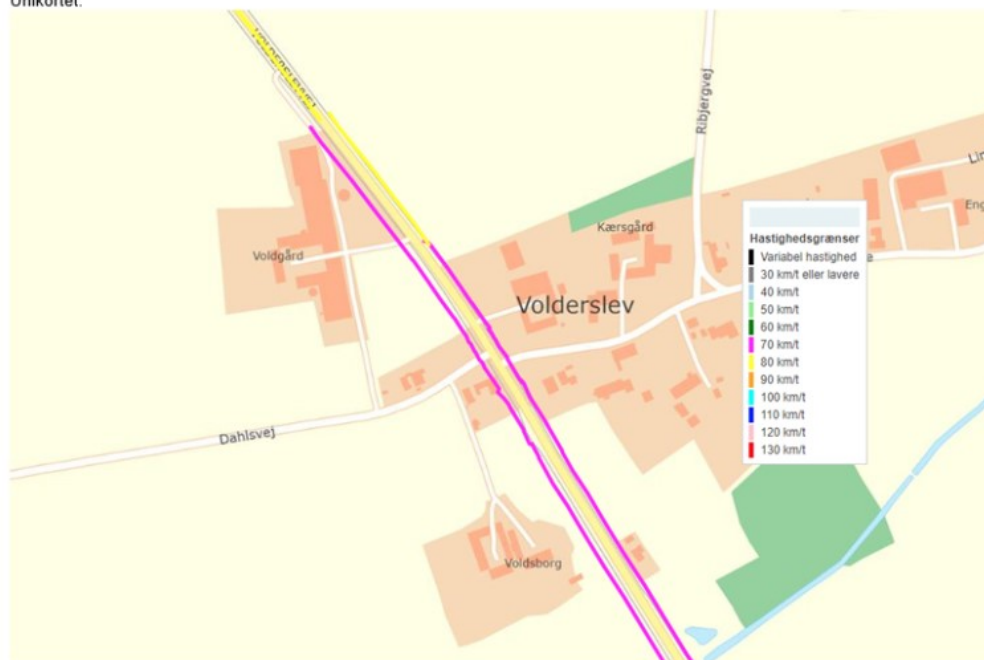 Unikortet.
Ribjergvej
Kærsgård
Voldgård
Volderslev
Dahlsvej
Voldsborg
Hastighedsgrænser
Variabel hastighed
30 km/t eller lavere
40 km/t
50 km/t
60 km/t
70 km/t
80 km/t
90 km/t
100 km/t
110 km/t
120 km/t
130 km/t